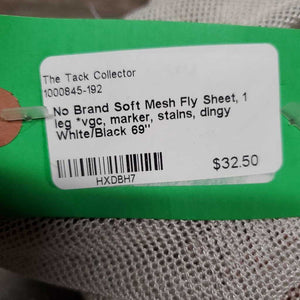 The Tack Collector
1000845-192
No Brand Soft Mesh Fly Sheet, 1
leg *vgc, marker, stains, dingy
White/Black 69"
$32.50
HXDBH7